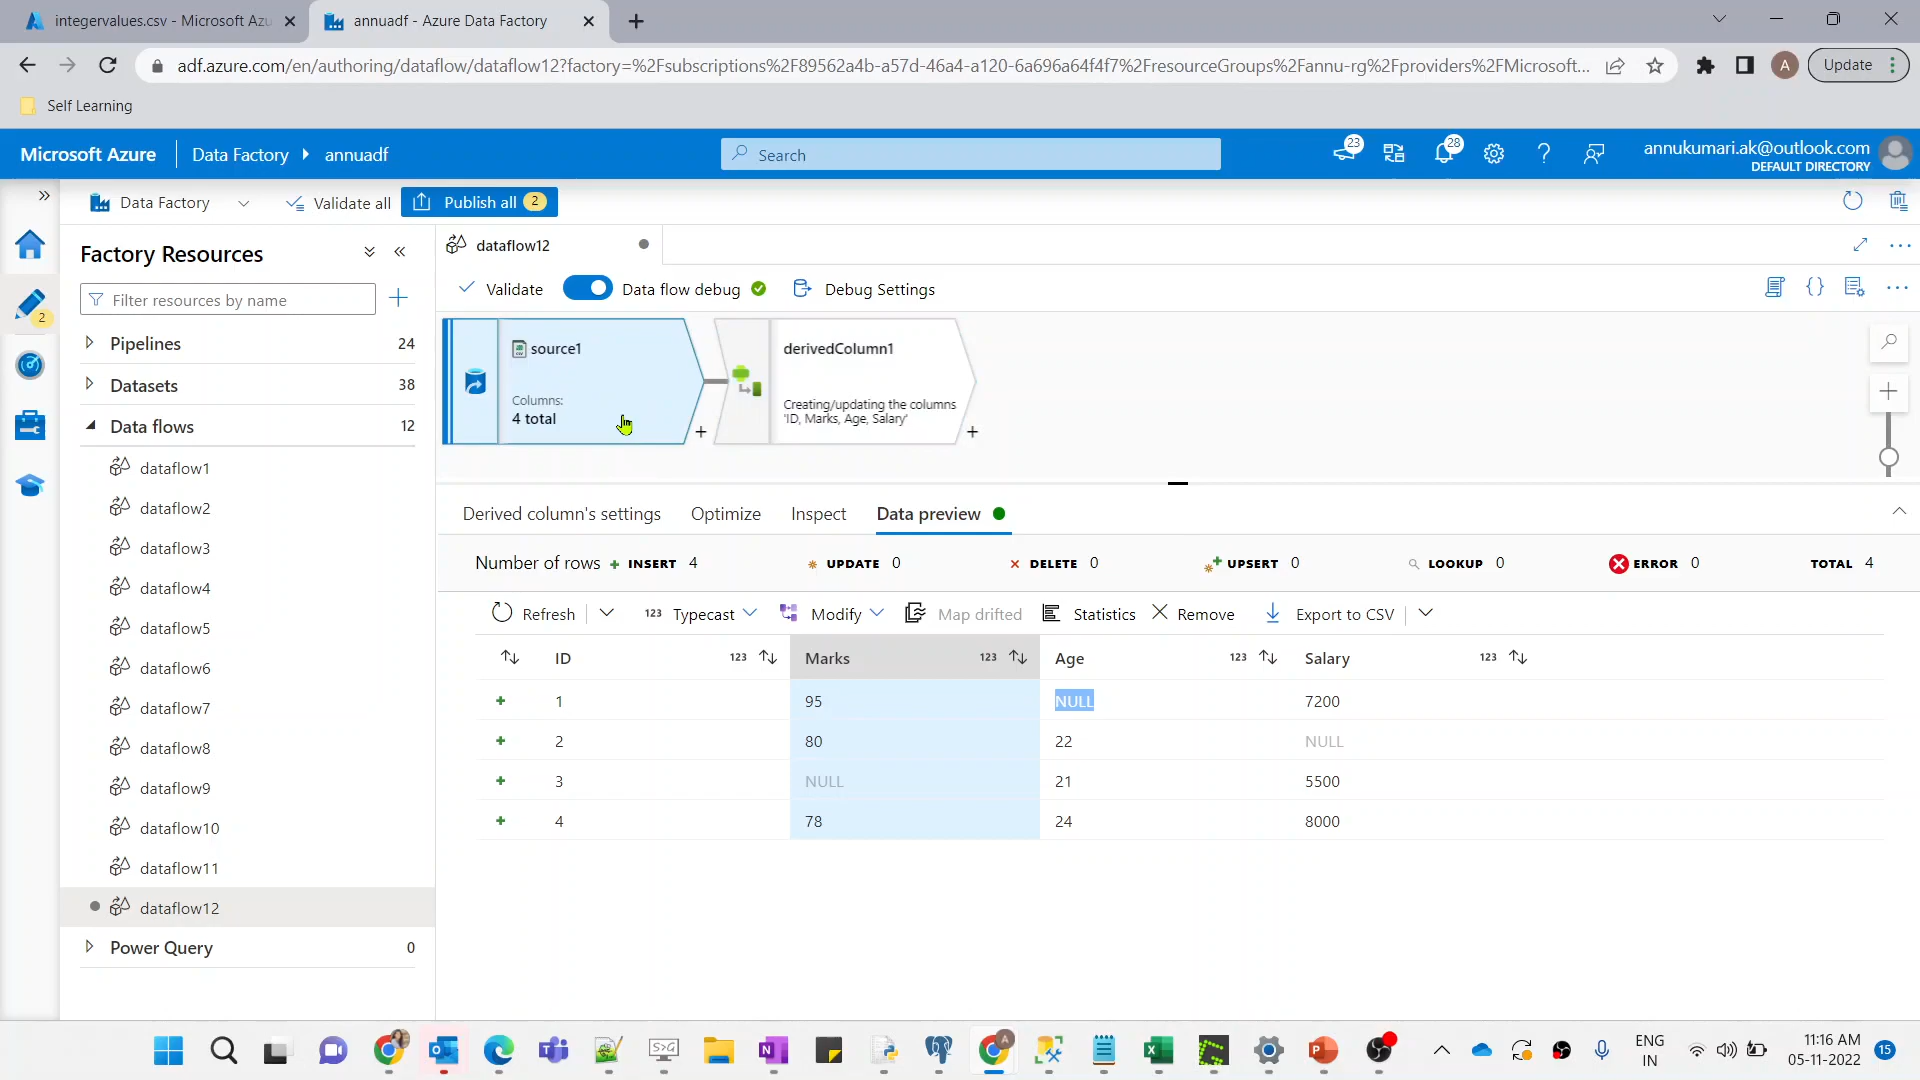 integervalues.csv - Microsoft Azu
annuadf - Azure Data Factory
adf.azure.com/en/authoring/dataflow/dataflow12?factory=%2Fsubscriptions%2F89562a4b-a57d-46a4-a120-6a696a64f4f7%2FresourceGroups%2Fannu-rg%2Fproviders%2FMicrosoft...
A
Update
Self Learning
Microsoft Azure
Data Factory
annuadf
Search
23
28
annukumari.ak@outlook.com
DEFAULT DIRECTORY
Data Factory
Validate all
Publish all 2
Factory Resources
Filter resources by name
2
Pipelines 24
Datasets 38
Data flows 12
dataflow1
dataflow2
dataflow3
dataflow4
dataflow5
dataflow6
dataflow7
dataflow8
dataflow9
dataflow10
dataflow11
dataflow12
Power Query 0
dataflow12
Validate
Data flow debug
Debug Settings
source1
Columns:
4 total
derivedColumn1
Creating/updating the columns
'ID, Marks, Age, Salary'
Derived column's settings Optimize Inspect Data preview
Number of rows + INSERT 4 UPDATE 0 DELETE 0 UPSERT 0 LOOKUP 0 ERROR 0 TOTAL 4
Refresh 123 Typecast Modify Map drifted Statistics Remove Export to CSV
ID 123 Marks 123 Age 123 Salary 123
1 95 NULL 7200
2 80 22 NULL
3 NULL 21 5500
4 78 24 8000
A
ENG
IN
11:16 AM
05-11-2022
15